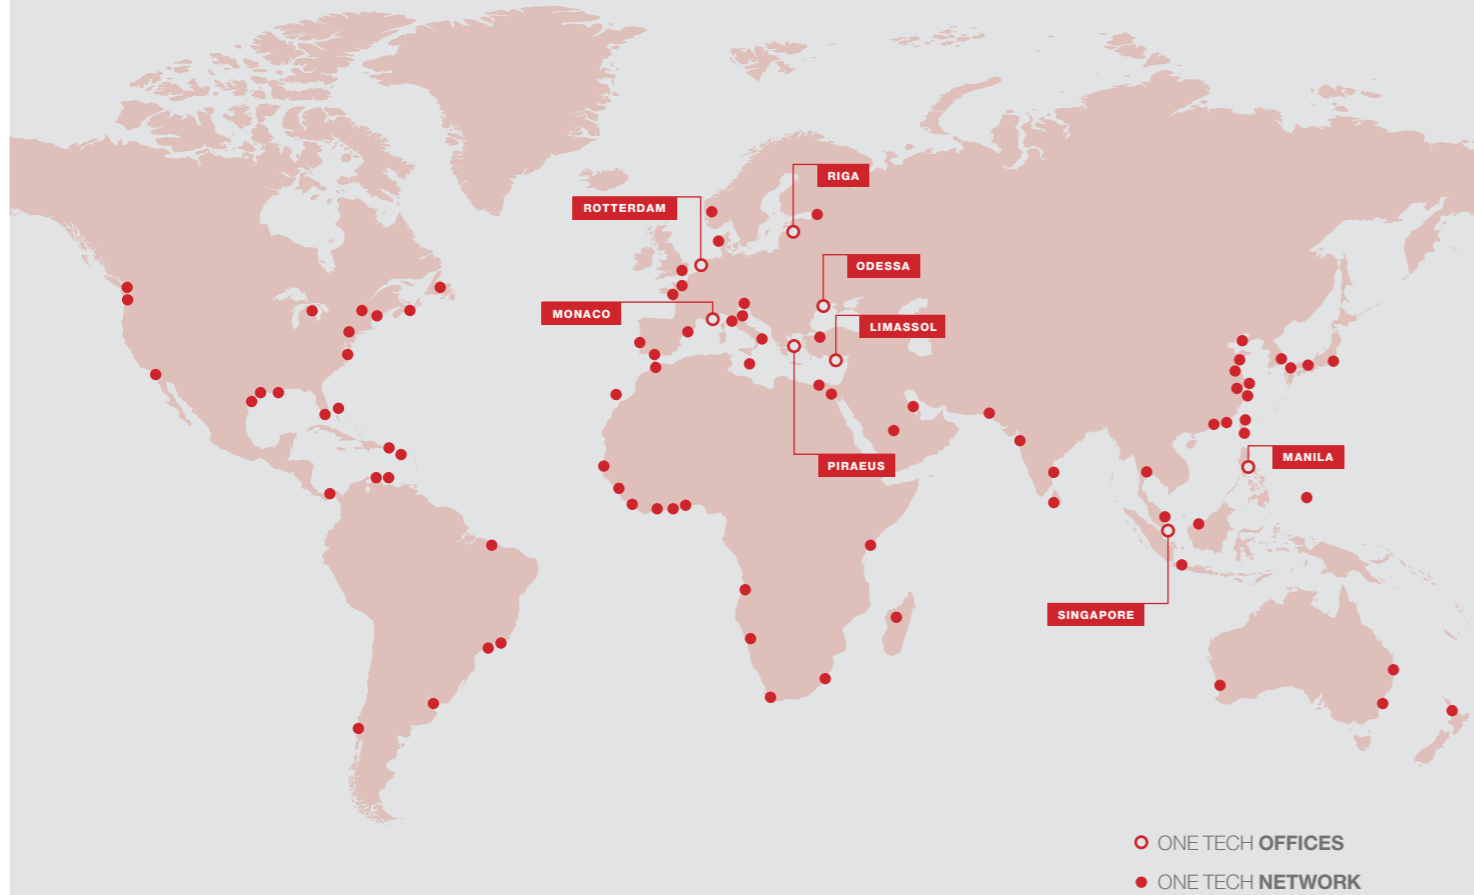 RIGA
ROTTERDAM
ODESSA
MONACO
LIMASSOL
PIRAEUS
MANILA
SINGAPORE
ONE TECH OFFICES
ONE TECH NETWORK